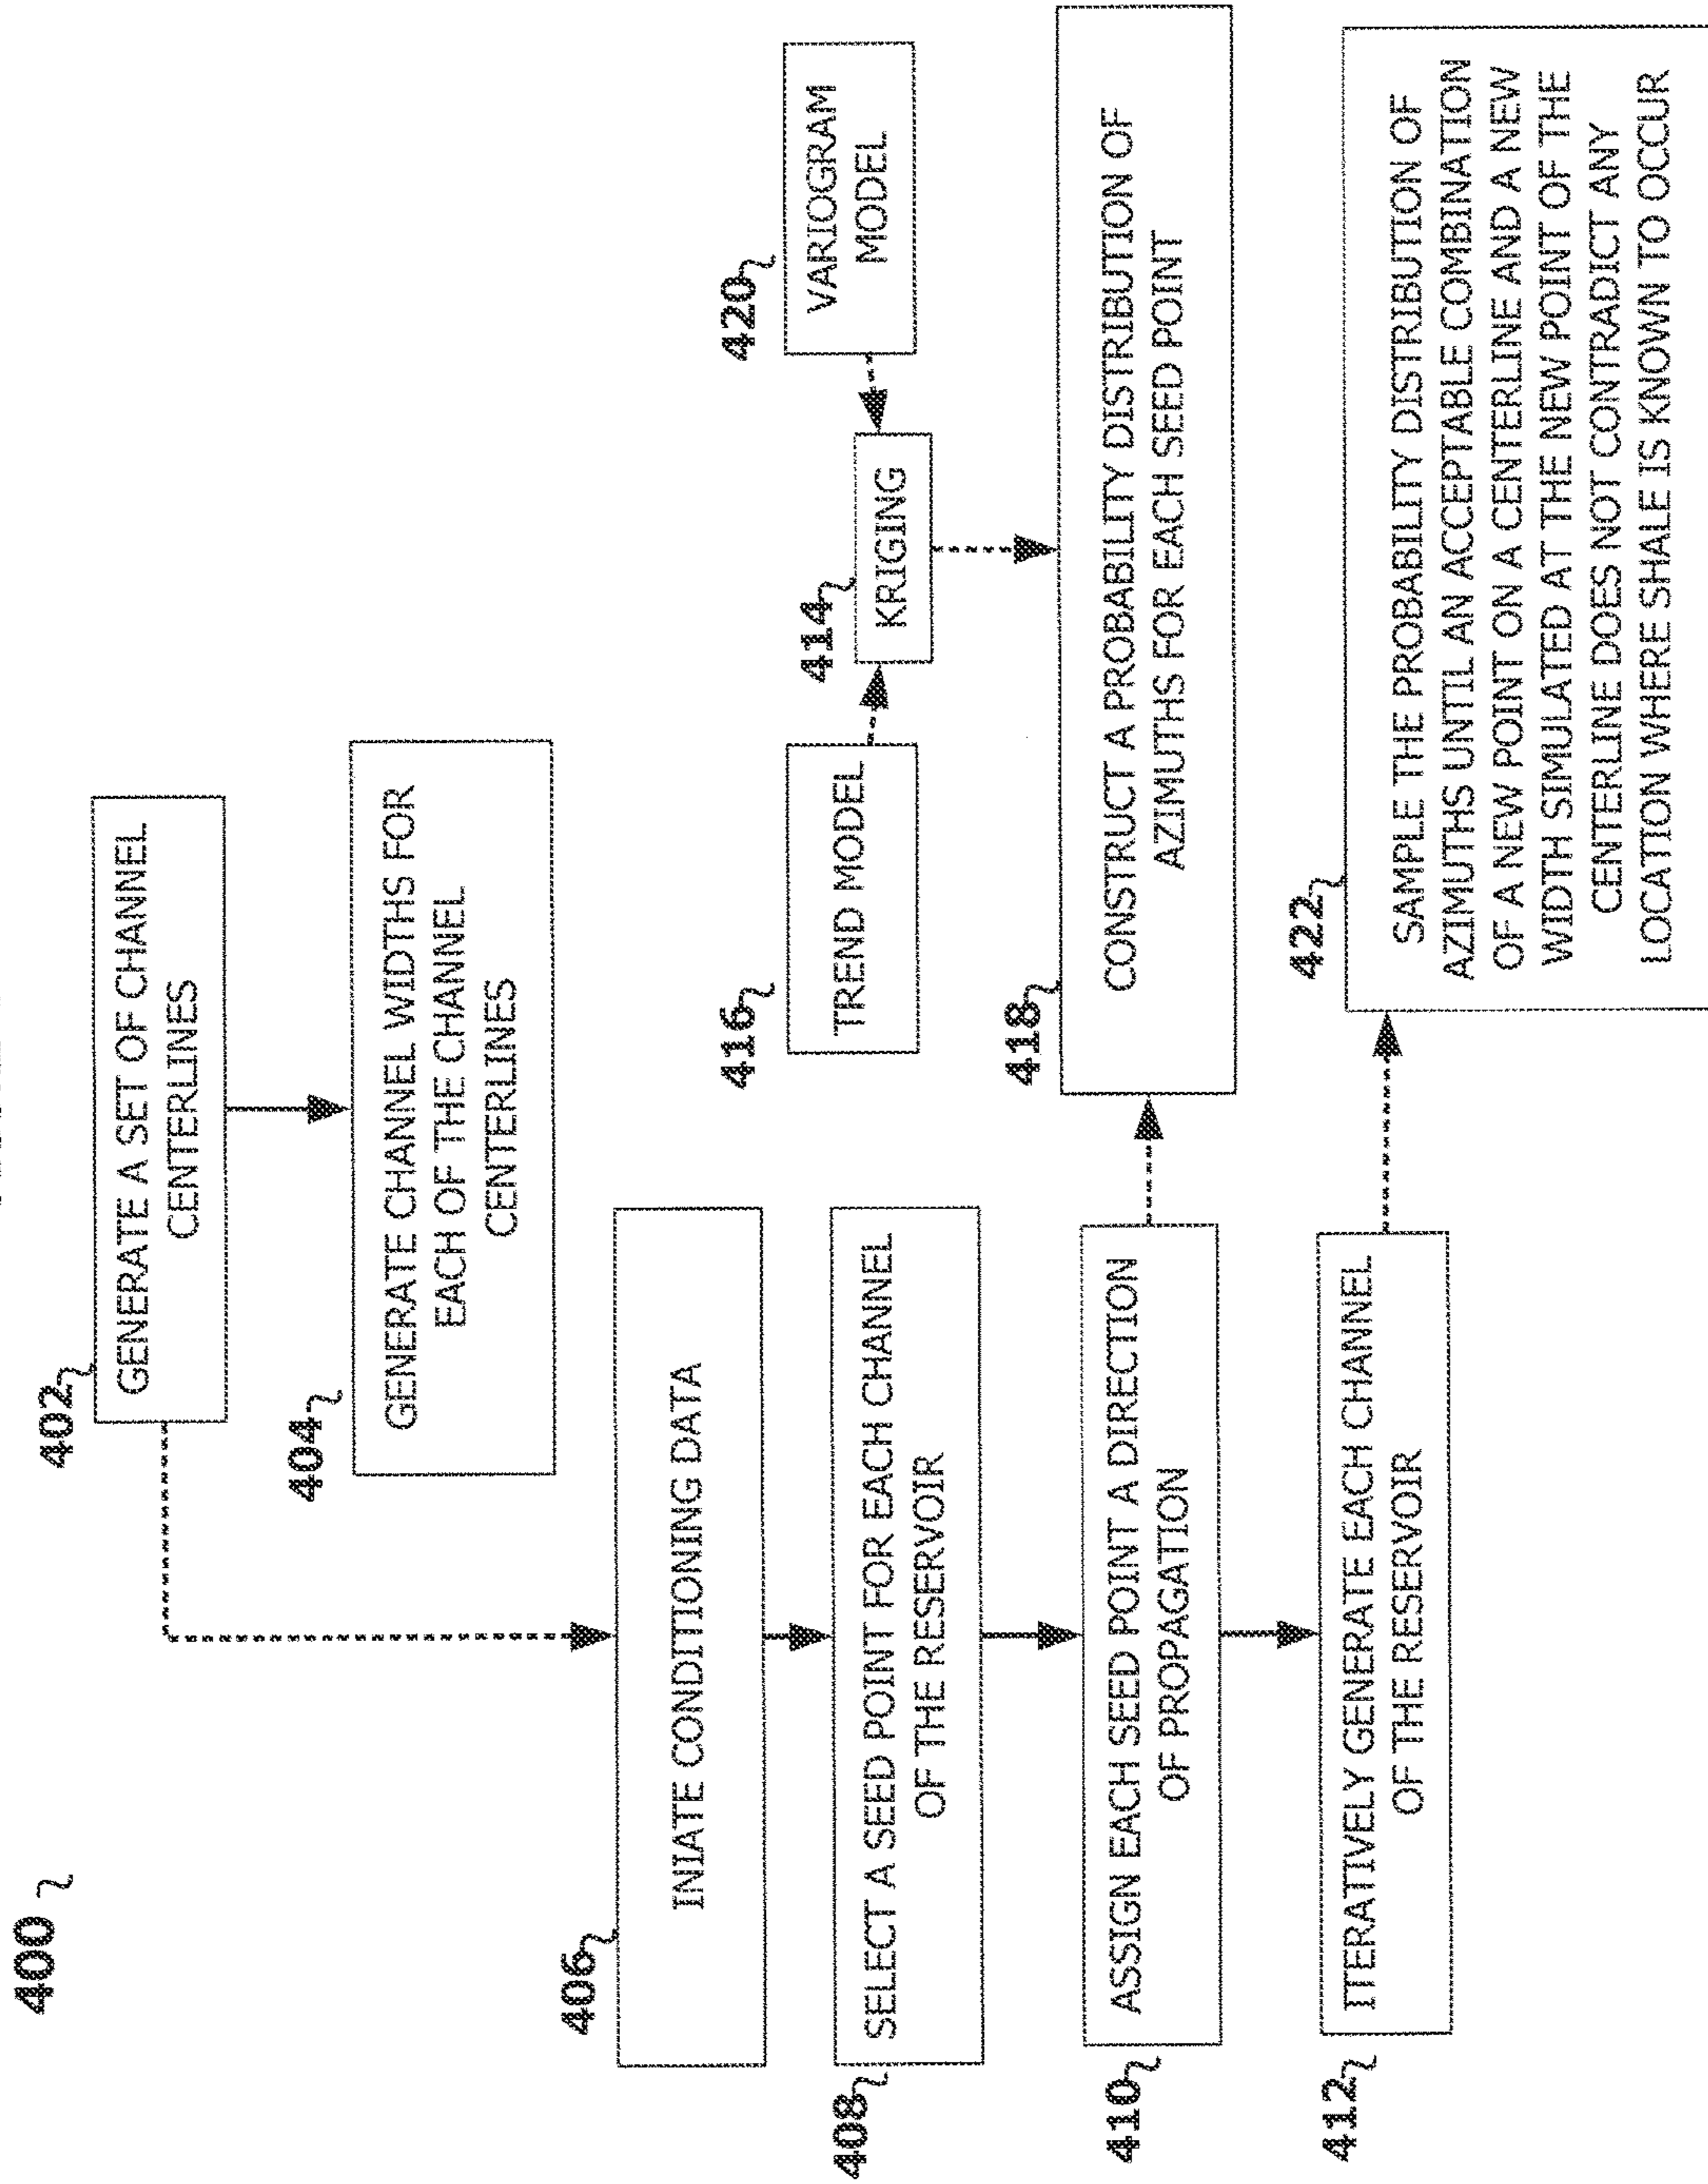 400
402
GENERATE A SET OF CHANNEL
CENTERLINES
404
GENERATE CHANNEL WIDTHS FOR
EACH OF THE CHANNEL
CENTERLINES
406
INIATE CONDITIONING DATA
408
SELECT A SEED POINT FOR EACH CHANNEL
OF THE RESERVOIR
410
ASSIGN EACH SEED POINT A DIRECTION
OF PROPAGATION
412
ITERATIVELY GENERATE EACH CHANNEL
OF THE RESERVOIR
416
TREND MODEL
414
KRIGING
420
VARIOGRAM
MODEL
418
CONSTRUCT A PROBABILITY DISTRIBUTION OF
AZIMUTHS FOR EACH SEED POINT
422
SAMPLE THE PROBABILITY DISTRIBUTION OF
AZIMUTHS UNTIL AN ACCEPTABLE COMBINATION
OF A NEW POINT ON A CENTERLINE AND A NEW
WIDTH SIMULATED AT THE NEW POINT OF THE
CENTERLINE DOES NOT CONTRADICT ANY
LOCATION WHERE SHALE IS KNOWN TO OCCUR